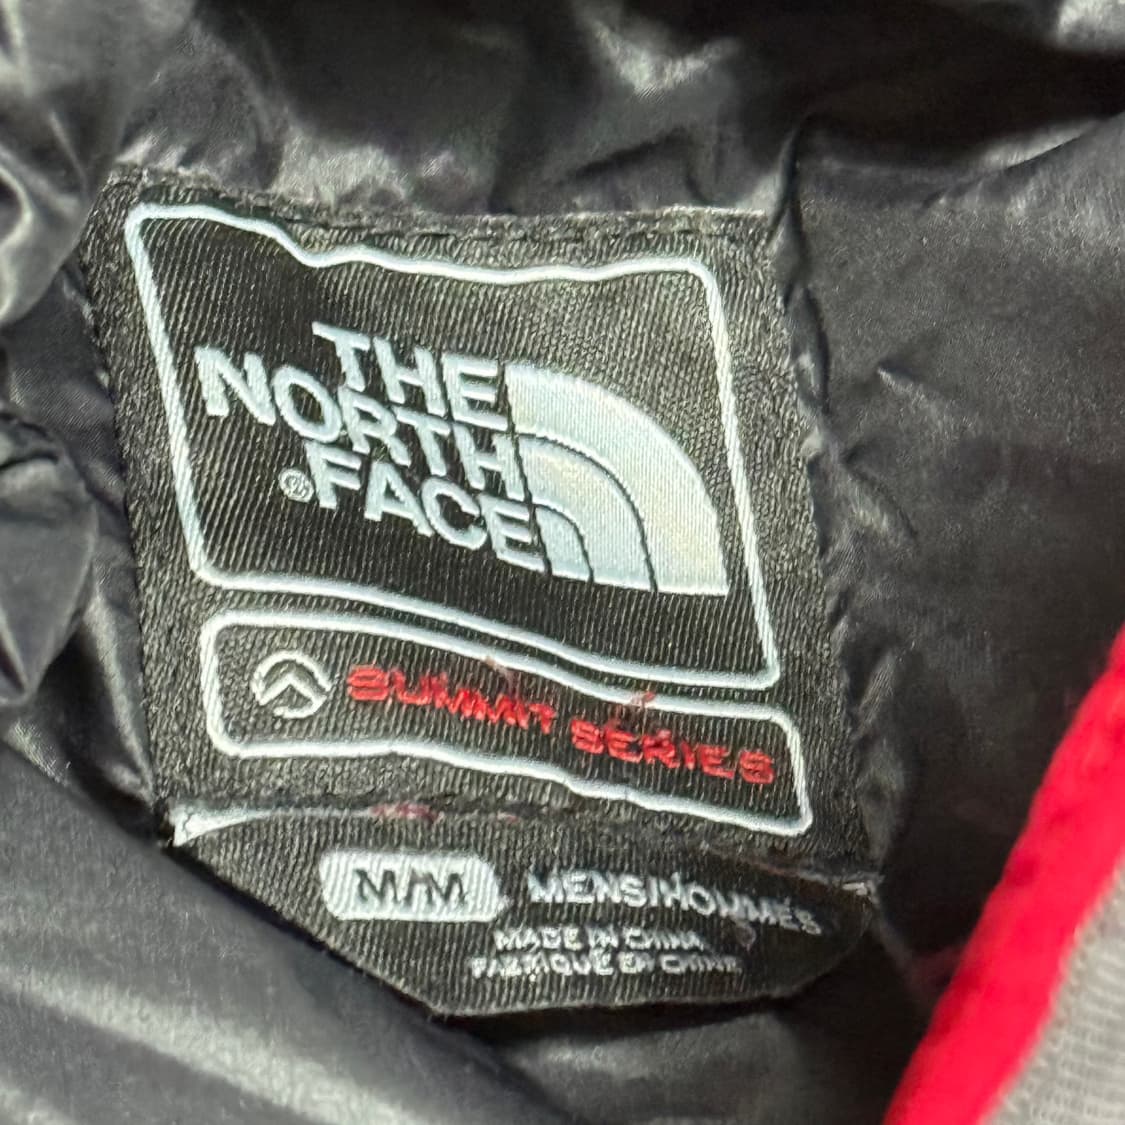 THE
NORTH
®FACE
SUMMIT SERIES
M/M MENS/HOMMES
MADE IN CHINA
FABRIQUÉ EN CHINE